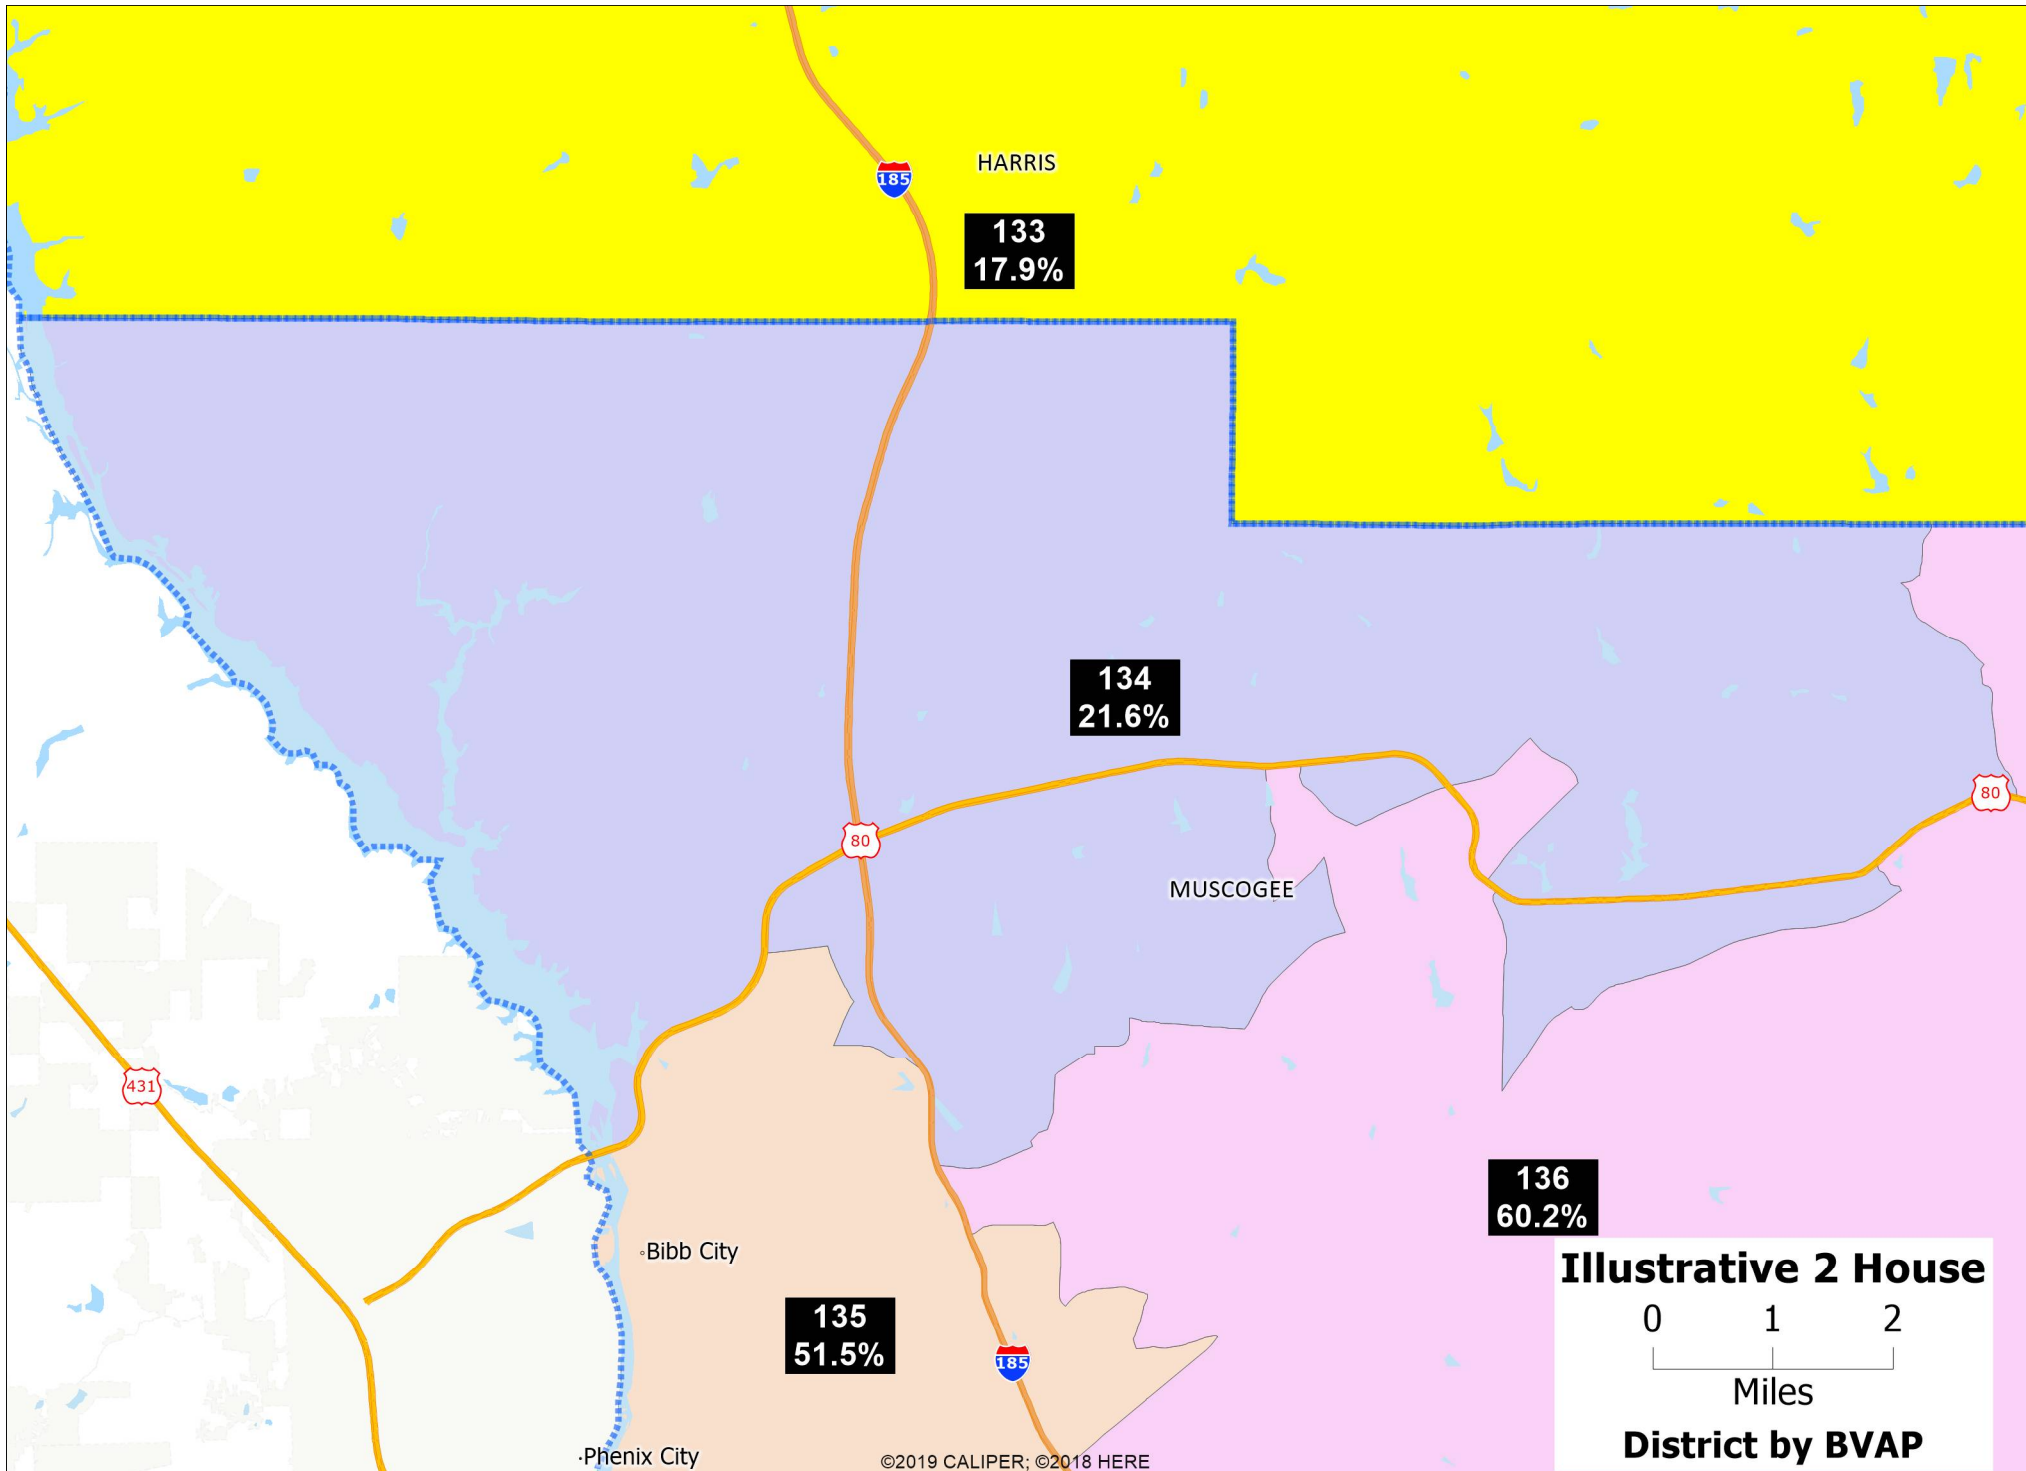 185
HARRIS
133
17.9%
134
21.6%
80
80
MUSCOGEE
431
136
60.2%
Bibb City
135
51.5%
185
Phenix City
Illustrative 2 House
0 1 2
Miles
District by BVAP
©2019 CALIPER; ©2018 HERE